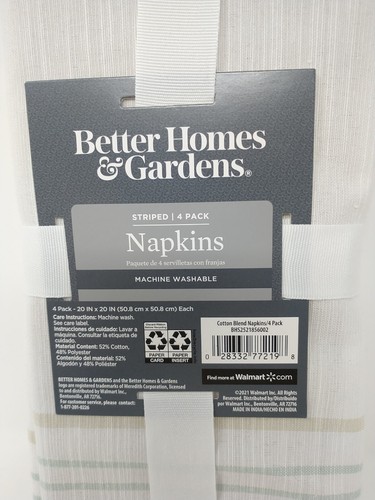 Better Homes
& Gardens®
STRIPED | 4 PACK
Napkins
Paquete de 4 servilletas con franjas
MACHINE WASHABLE
4 Pack - 20 IN x 20 IN (50.8 cm x 50.8 cm) Each
Care Instructions: Machine wash.
See care label.
Instrucciones de cuidado: Lavar a
máquina. Consultar la etiqueta de
cuidado.
Material Content: 52% Cotton,
48% Polyester
Contenido del material: 52%
Algodón y 48% Poliéster
PAPER
CARD
PAPER
INSERT
BETTER HOMES & GARDENS and the Better Homes & Gardens
logo are registered trademarks of Meredith Corporation, licensed
to and distributed by Walmart Inc.,
Bentonville, AR 72716.
For customer service, please contact:
1-877-391-0226
Cotton Blend Napkins/4 Pack
BHS2521856002
0 28332 77219 8
Find more at Walmart.com
©2021 Walmart Inc. All Rights
Reserved. Distributed by/Distribuido
por Walmart Inc., Bentonville, AR 72716
MADE IN INDIA/HECHO EN INDIA